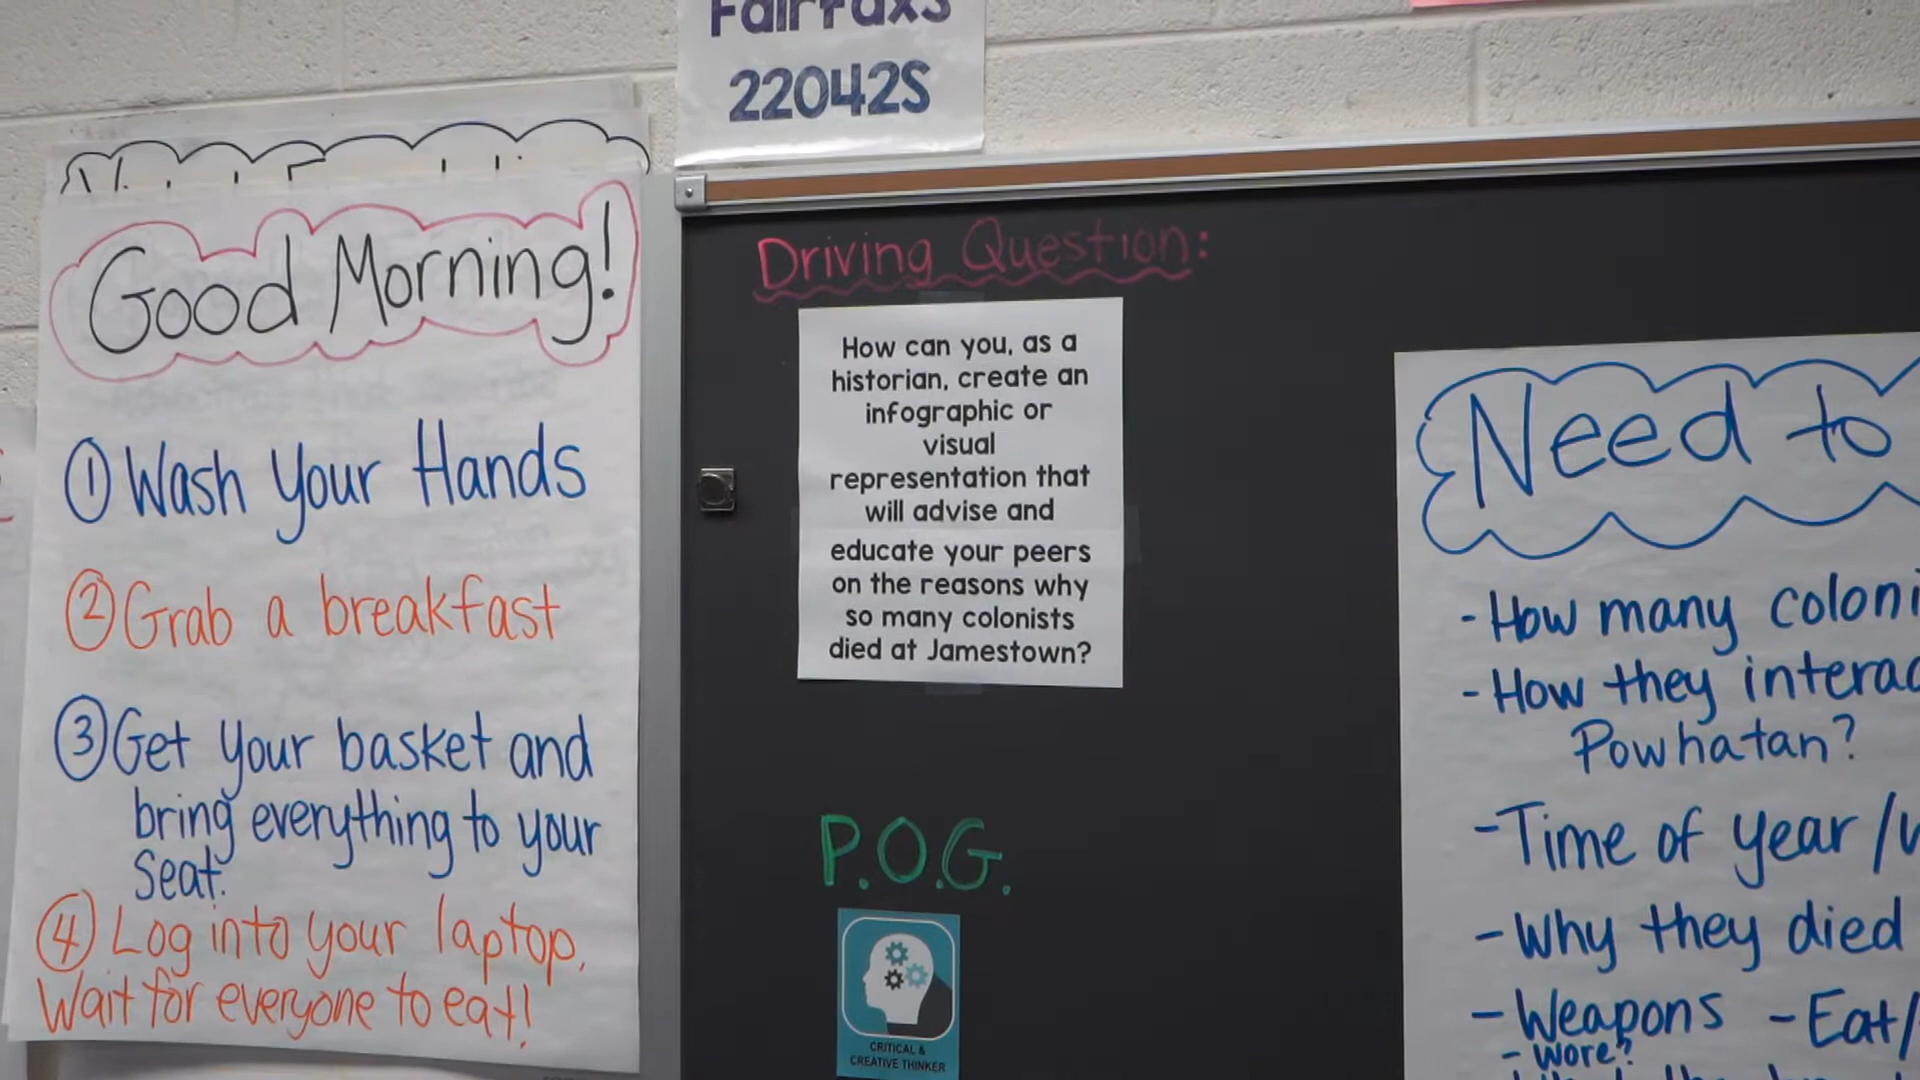 Fairfax3
22042S
Good Morning!
① Wash Your Hands
② Grab a breakfast
③ Get your basket and
bring everything to your
Seat.
④ Log into your laptop.
Wait for everyone to eat!
Driving Question:
How can you, as a
historian, create an
infographic or
visual
representation that
will advise and
educate your peers
on the reasons why
so many colonists
died at Jamestown?
P.O.G.
CRITICAL &
CREATIVE THINKER
Need to
- How many coloni
- How they interac
Powhatan?
- Time of year /
- Why they died
- Weapons - Eat/
- Wore?